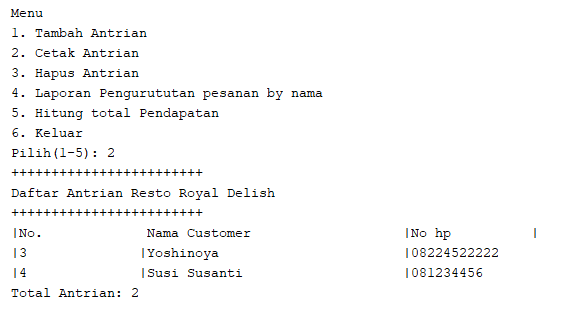 Menu
1. Tambah Antrian
2. Cetak Antrian
3. Hapus Antrian
4. Laporan Pengurututan pesanan by nama
5. Hitung total Pendapatan
6. Keluar
Pilih(1-5): 2
++++++++++++++++++++++++
Daftar Antrian Resto Royal Delish
++++++++++++++++++++++++
|No.             Nama Customer                   |No hp          |
|3              |Yoshinoya                       |08224522222
|4              |Susi Susanti                    |081234456
Total Antrian: 2